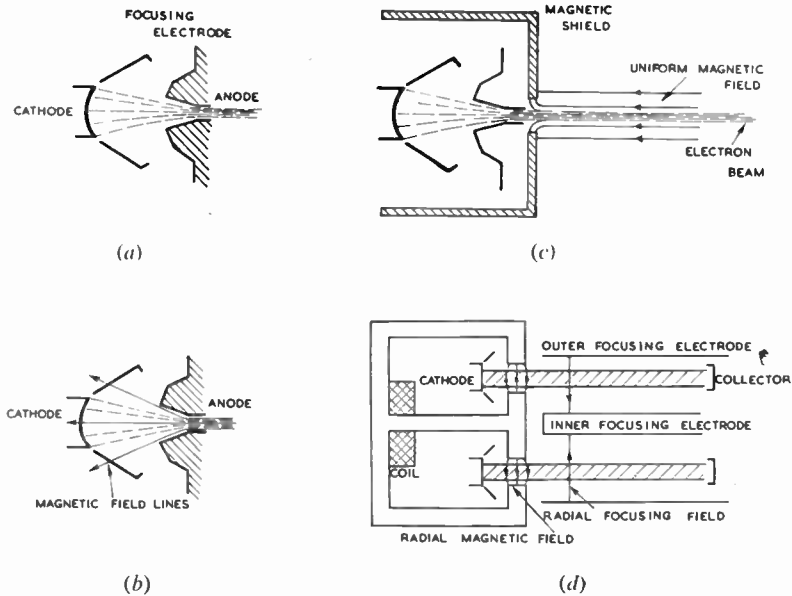 FOCUSING
ELECTRODE
ANODE
CATHODE
(a)
MAGNETIC
SHIELD
UNIFORM MAGNETIC
FIELD
ELECTRON
BEAM
(c)
ANODE
CATHODE
MAGNETIC FIELD LINES
(b)
OUTER FOCUSING ELECTRODE
CATHODE
COLLECTOR
INNER FOCUSING ELECTRODE
COIL
RADIAL FOCUSING FIELD
RADIAL MAGNETIC FIELD
(d)